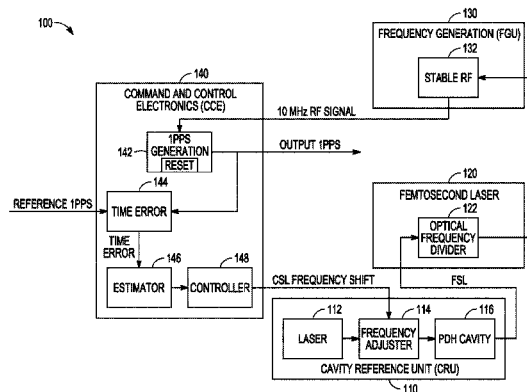 100
130
FREQUENCY GENERATION (FGU)
132
STABLE RF
140
COMMAND AND CONTROL
ELECTRONICS (CCE)
10 MHz RF SIGNAL
142
1PPS
GENERATION
RESET
OUTPUT 1PPS
144
REFERENCE 1PPS
TIME ERROR
TIME
ERROR
120
FEMTOSECOND LASER
122
OPTICAL
FREQUENCY
DIVIDER
146
148
ESTIMATOR
CONTROLLER
CSL FREQUENCY SHIFT
FSL
112
114
116
LASER
FREQUENCY
ADJUSTER
PDH CAVITY
CAVITY REFERENCE UNIT (CRU)
110